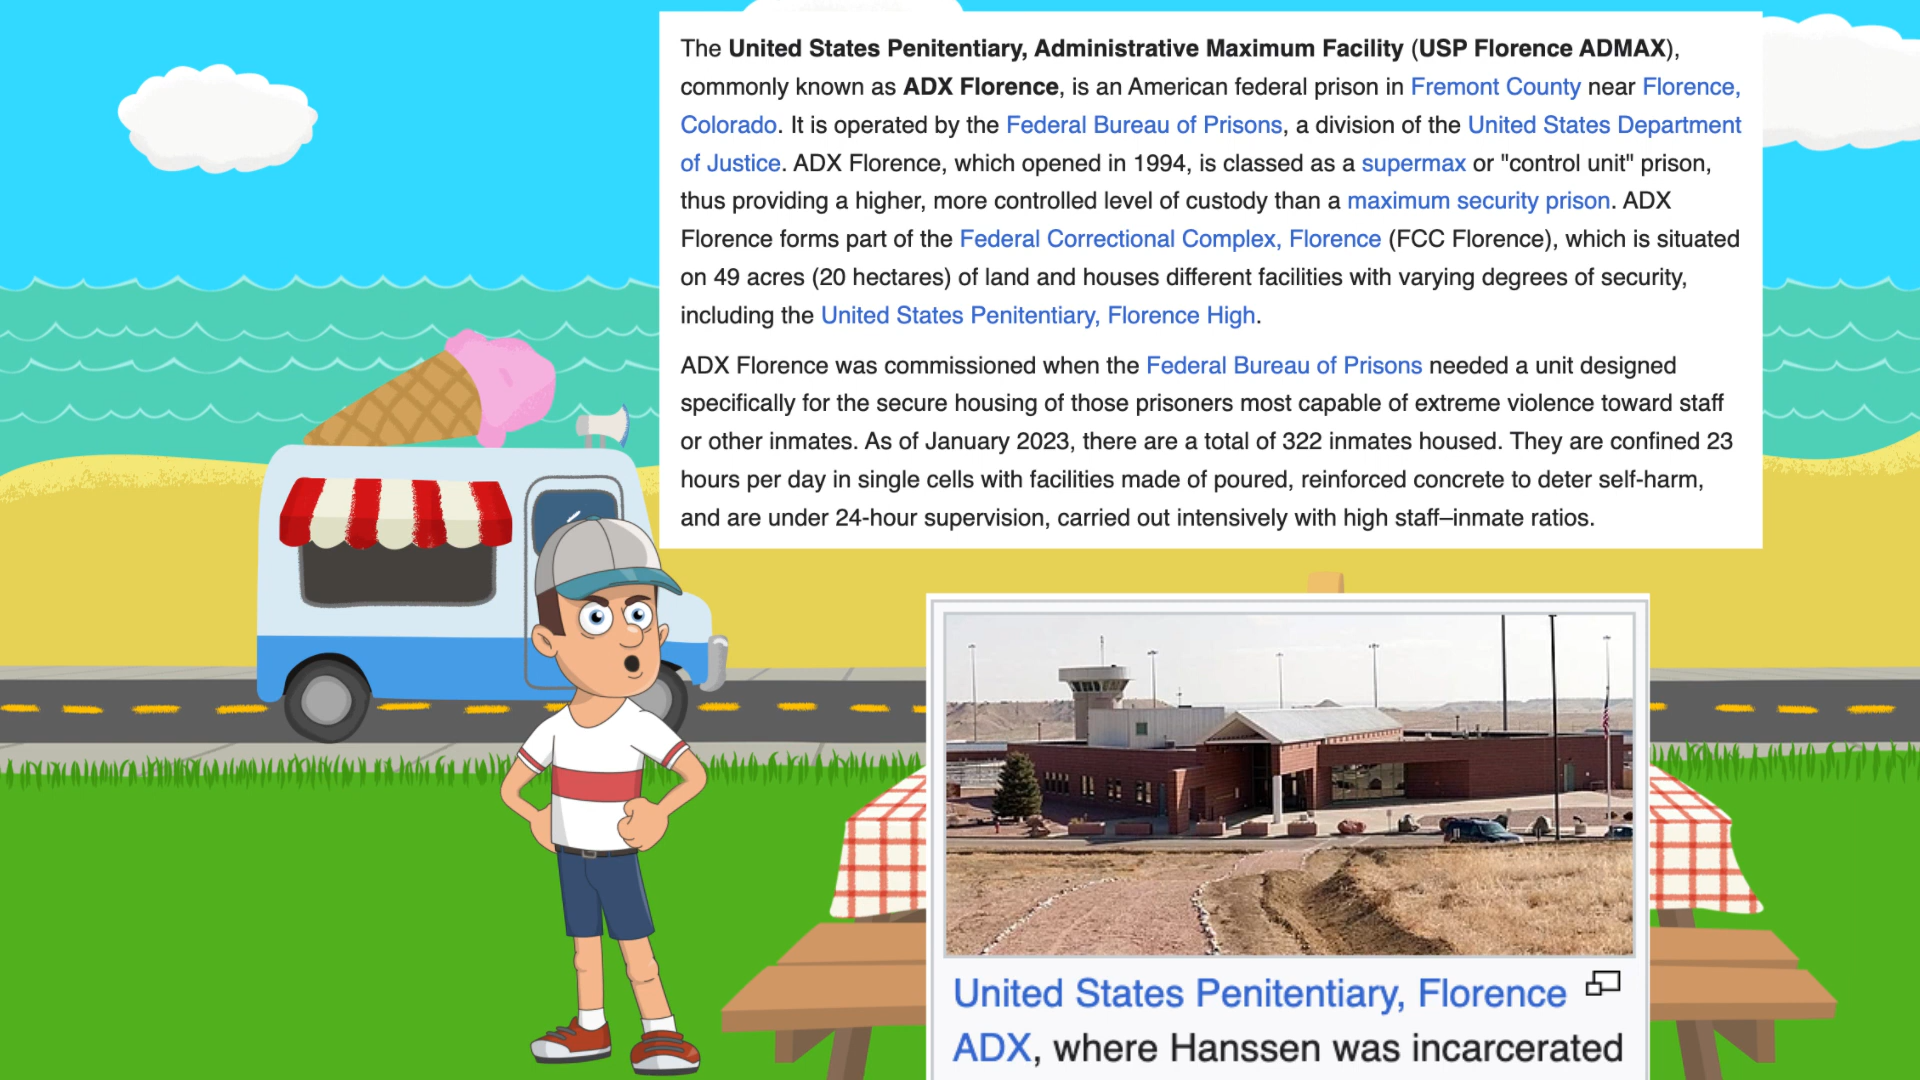 The United States Penitentiary, Administrative Maximum Facility (USP Florence ADMAX),
commonly known as ADX Florence, is an American federal prison in Fremont County near Florence,
Colorado. It is operated by the Federal Bureau of Prisons, a division of the United States Department
of Justice. ADX Florence, which opened in 1994, is classed as a supermax or "control unit" prison,
thus providing a higher, more controlled level of custody than a maximum security prison. ADX
Florence forms part of the Federal Correctional Complex, Florence (FCC Florence), which is situated
on 49 acres (20 hectares) of land and houses different facilities with varying degrees of security,
including the United States Penitentiary, Florence High.
ADX Florence was commissioned when the Federal Bureau of Prisons needed a unit designed
specifically for the secure housing of those prisoners most capable of extreme violence toward staff
or other inmates. As of January 2023, there are a total of 322 inmates housed. They are confined 23
hours per day in single cells with facilities made of poured, reinforced concrete to deter self-harm,
and are under 24-hour supervision, carried out intensively with high staff–inmate ratios.
United States Penitentiary, Florence
ADX, where Hanssen was incarcerated